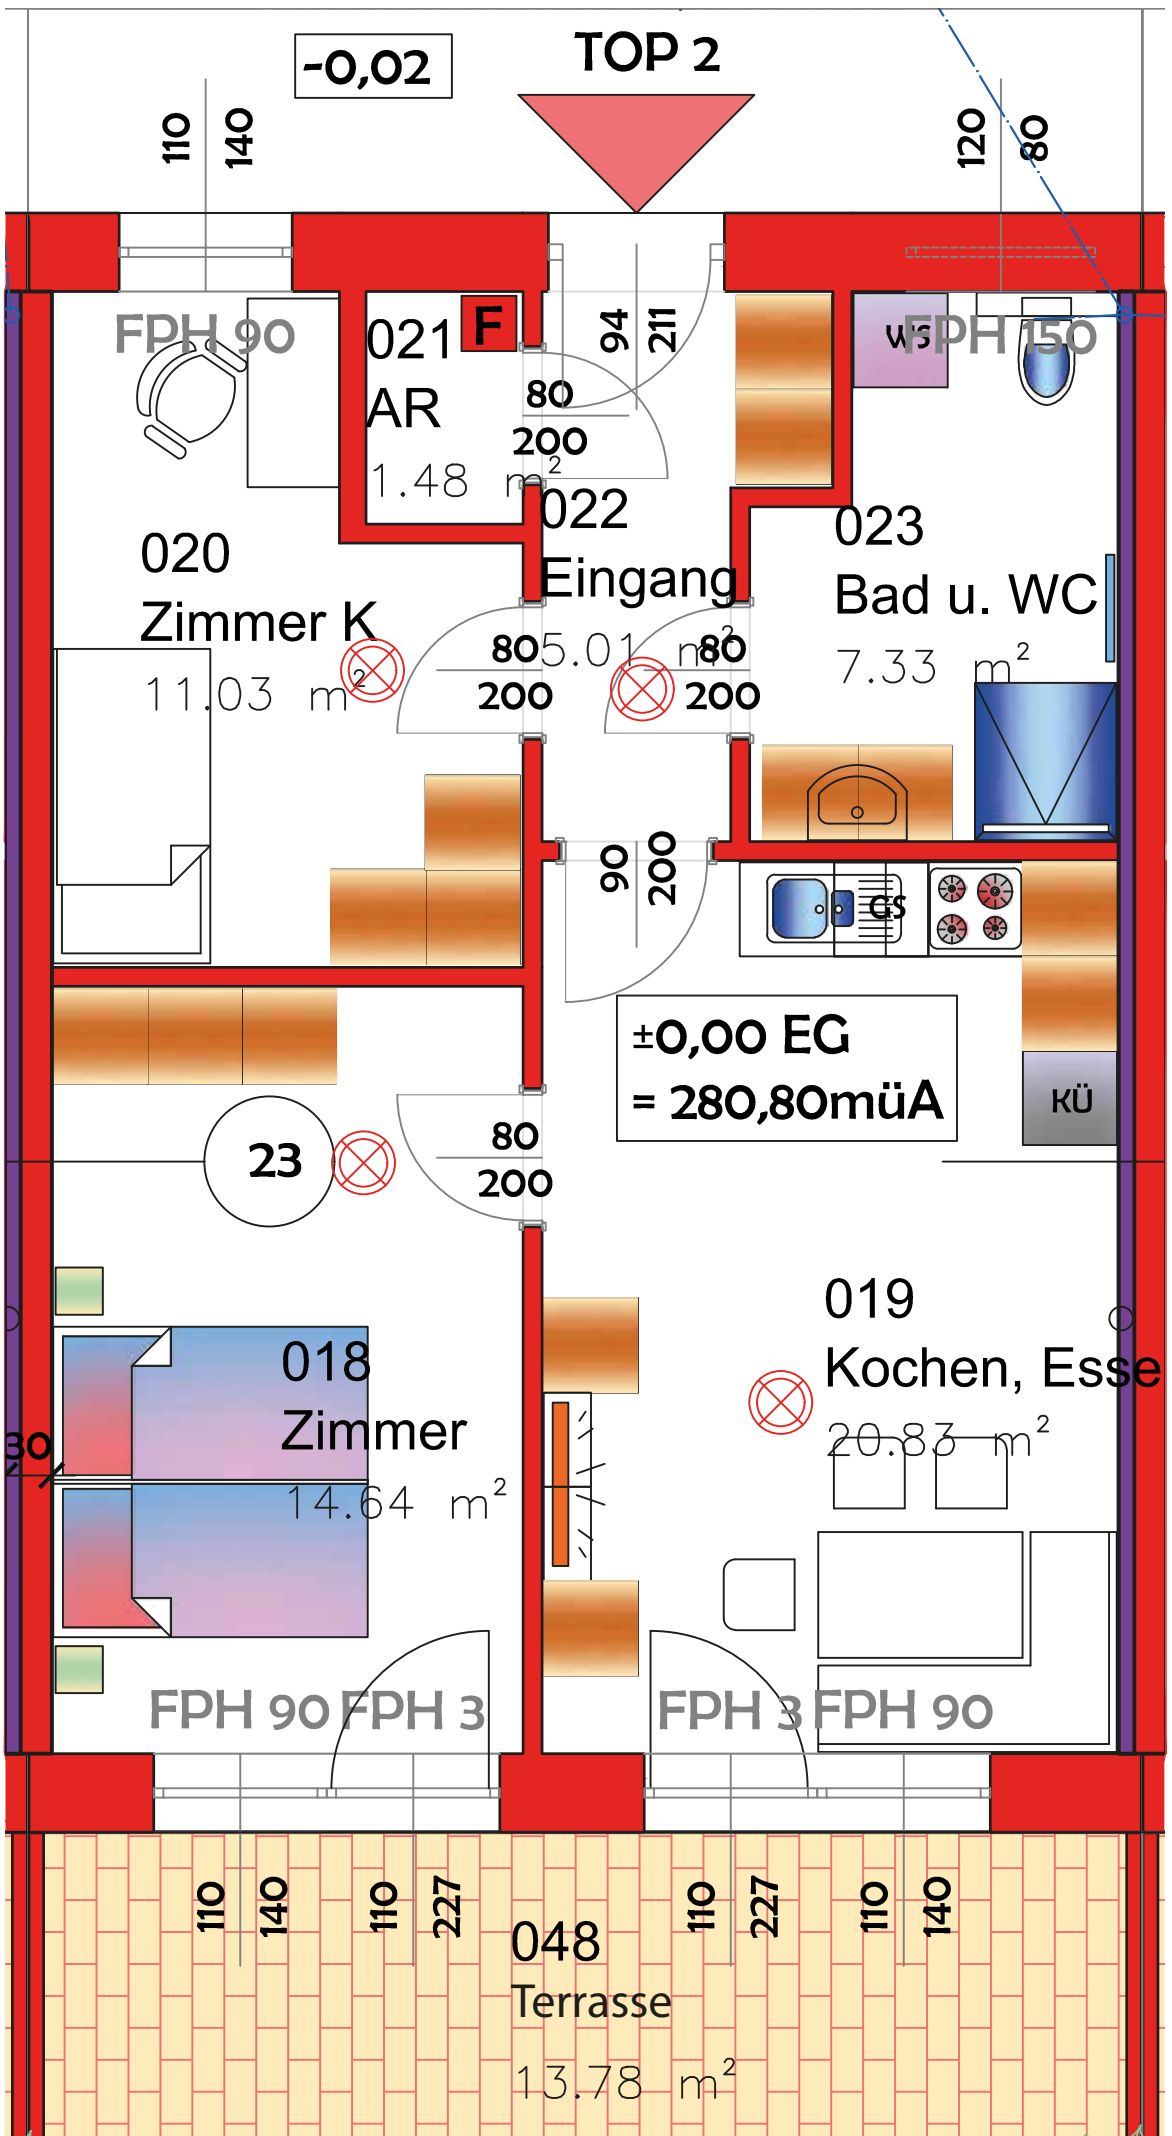 -0,02
TOP 2
110
140
120
80
FPH 90
021
AR
1.48 m²
F
94
211
80
200
WS
FPH 150
022
Eingang
5.01 m²
020
Zimmer K
11.03 m²
023
Bad u. WC
7.33 m²
80
200
80
200
90
200
GS
±0,00 EG
= 280,80müA
KÜ
23
80
200
018
Zimmer
14.64 m²
019
Kochen, Esse
20.83 m²
30
FPH 90
FPH 3
FPH 3
FPH 90
110
140
110
227
110
227
110
140
048
Terrasse
13.78 m²